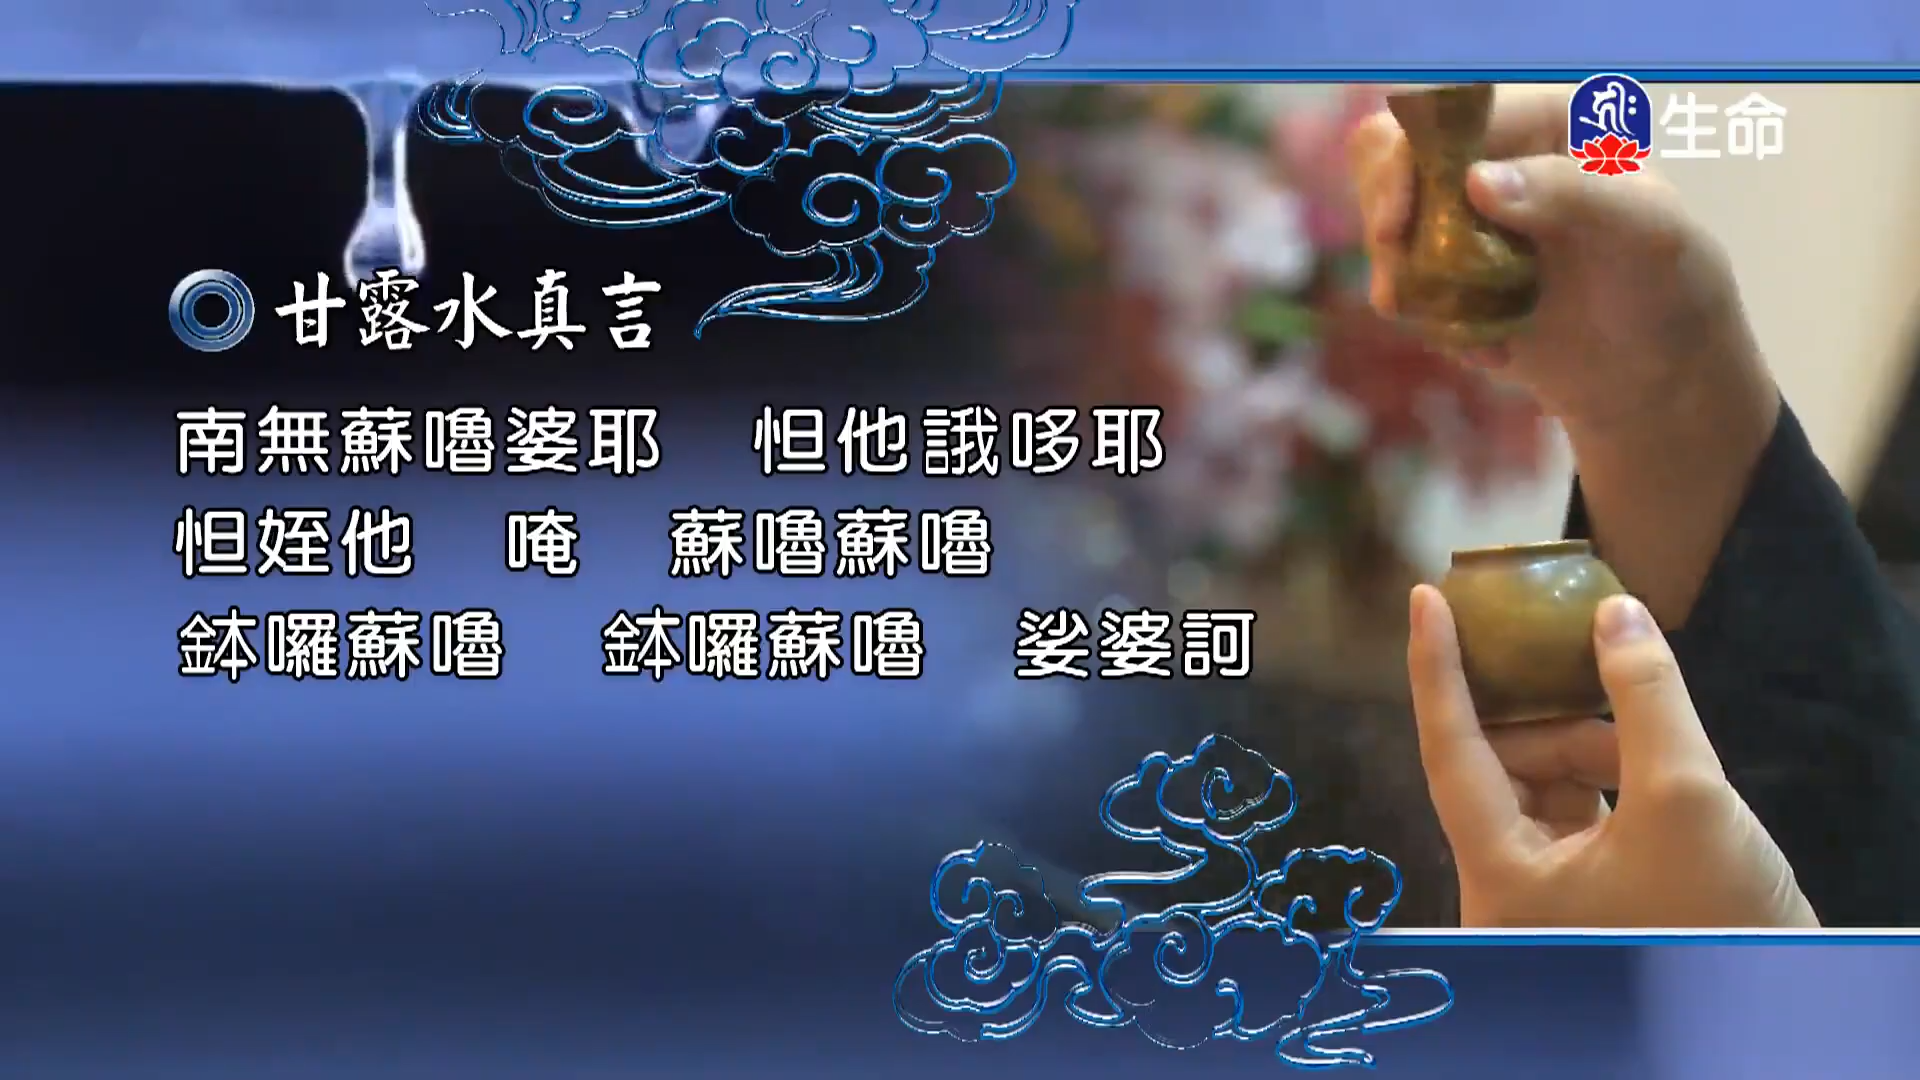 生命
甘露水真言
南無蘇嚕婆耶　怛他誐哆耶
怛姪他　唵　蘇嚕蘇嚕
鉢囉蘇嚕　鉢囉蘇嚕　娑婆訶